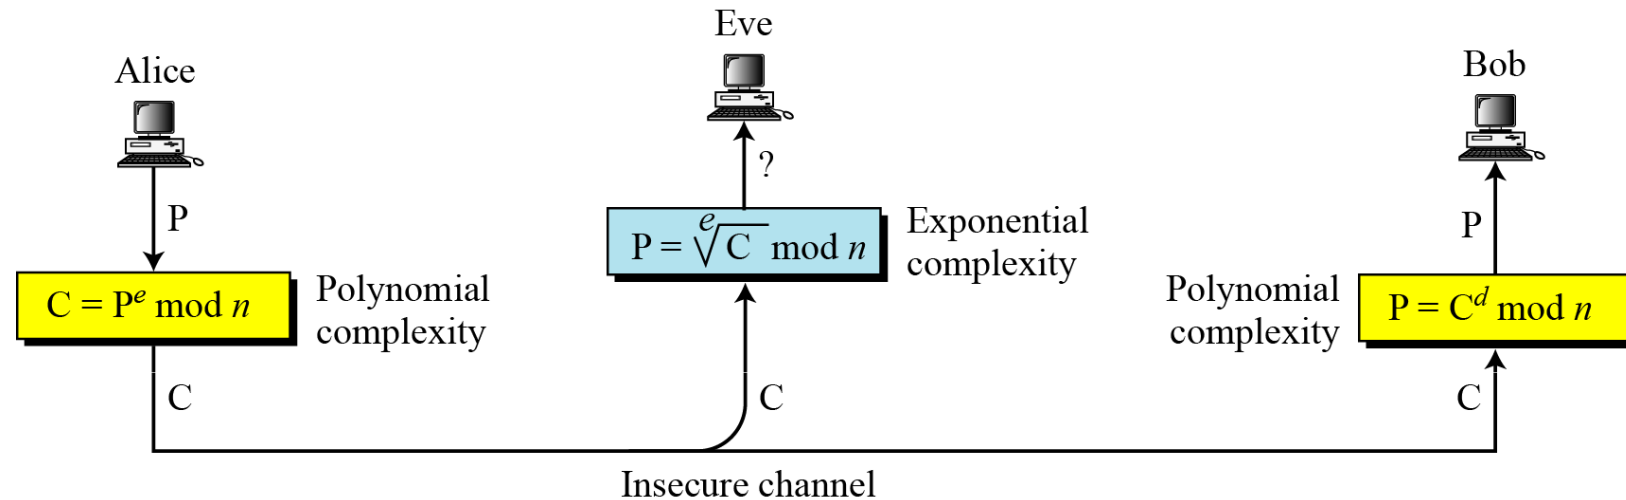 Eve
Alice
Bob
?
P
P
P = ᵉ√C mod n
Exponential
complexity
C = Pᵉ mod n
Polynomial
complexity
Polynomial
complexity
P = Cᵈ mod n
C
C
C
Insecure channel